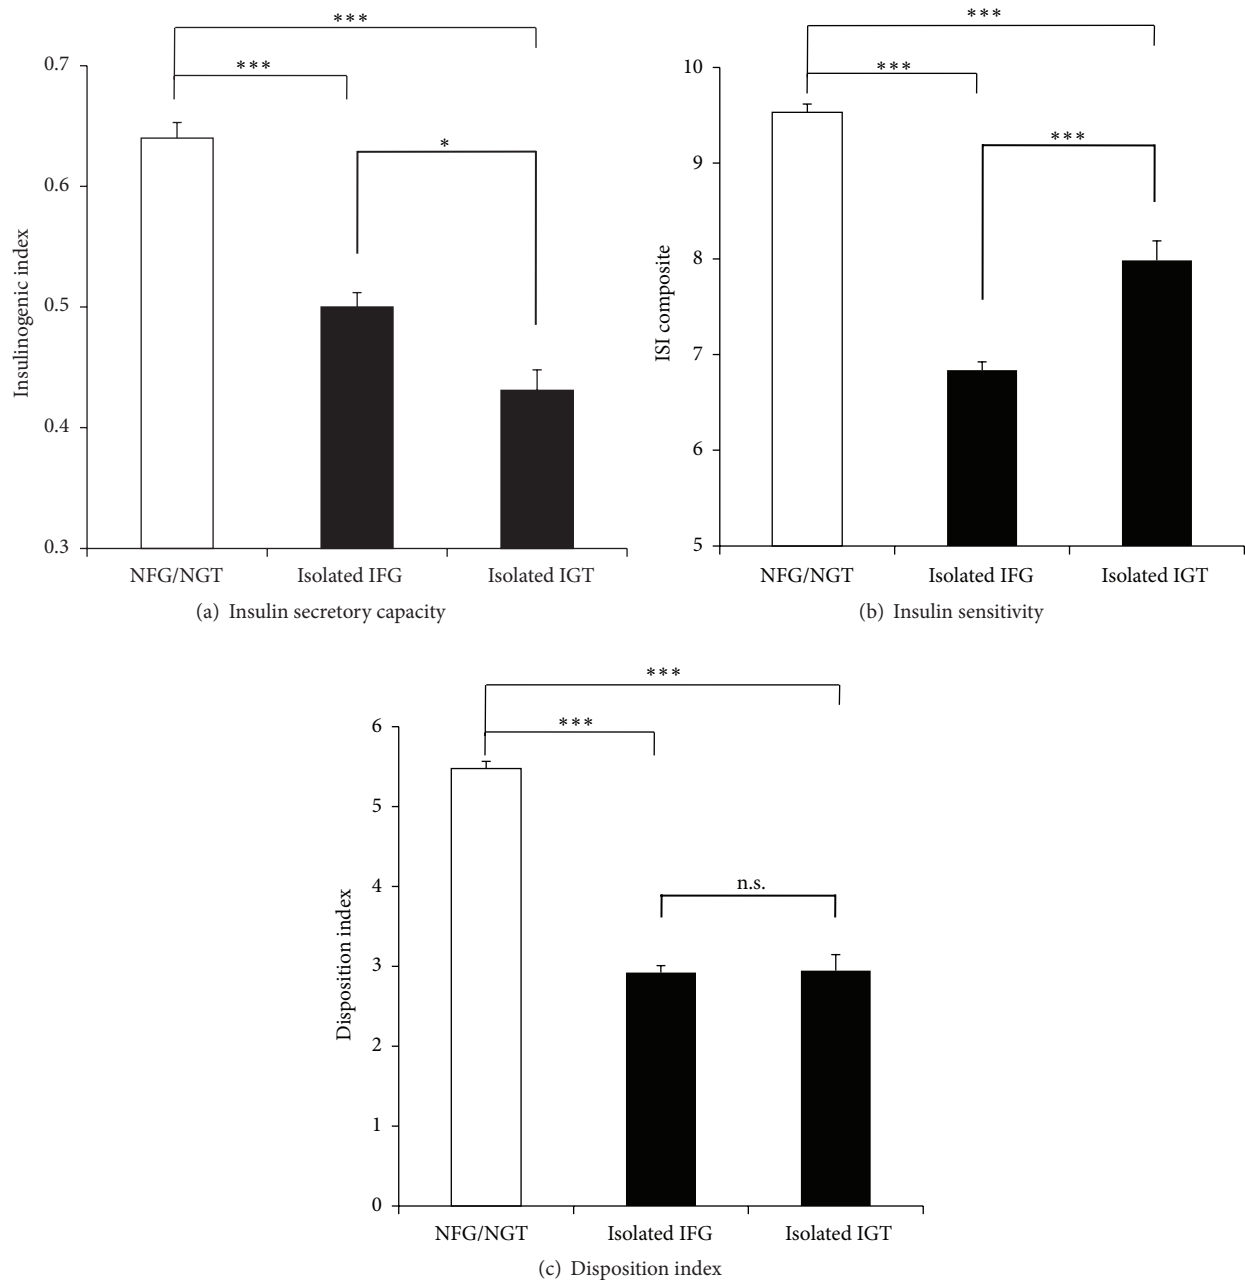 ***
***
*
0.7
0.6
0.5
0.4
0.3
Insulinogenic index
NFG/NGT Isolated IFG Isolated IGT
(a) Insulin secretory capacity
***
***
***
10
9
8
7
6
5
ISI composite
NFG/NGT Isolated IFG Isolated IGT
(b) Insulin sensitivity
***
***
n.s.
6
5
4
3
2
1
0
Disposition index
NFG/NGT Isolated IFG Isolated IGT
(c) Disposition index